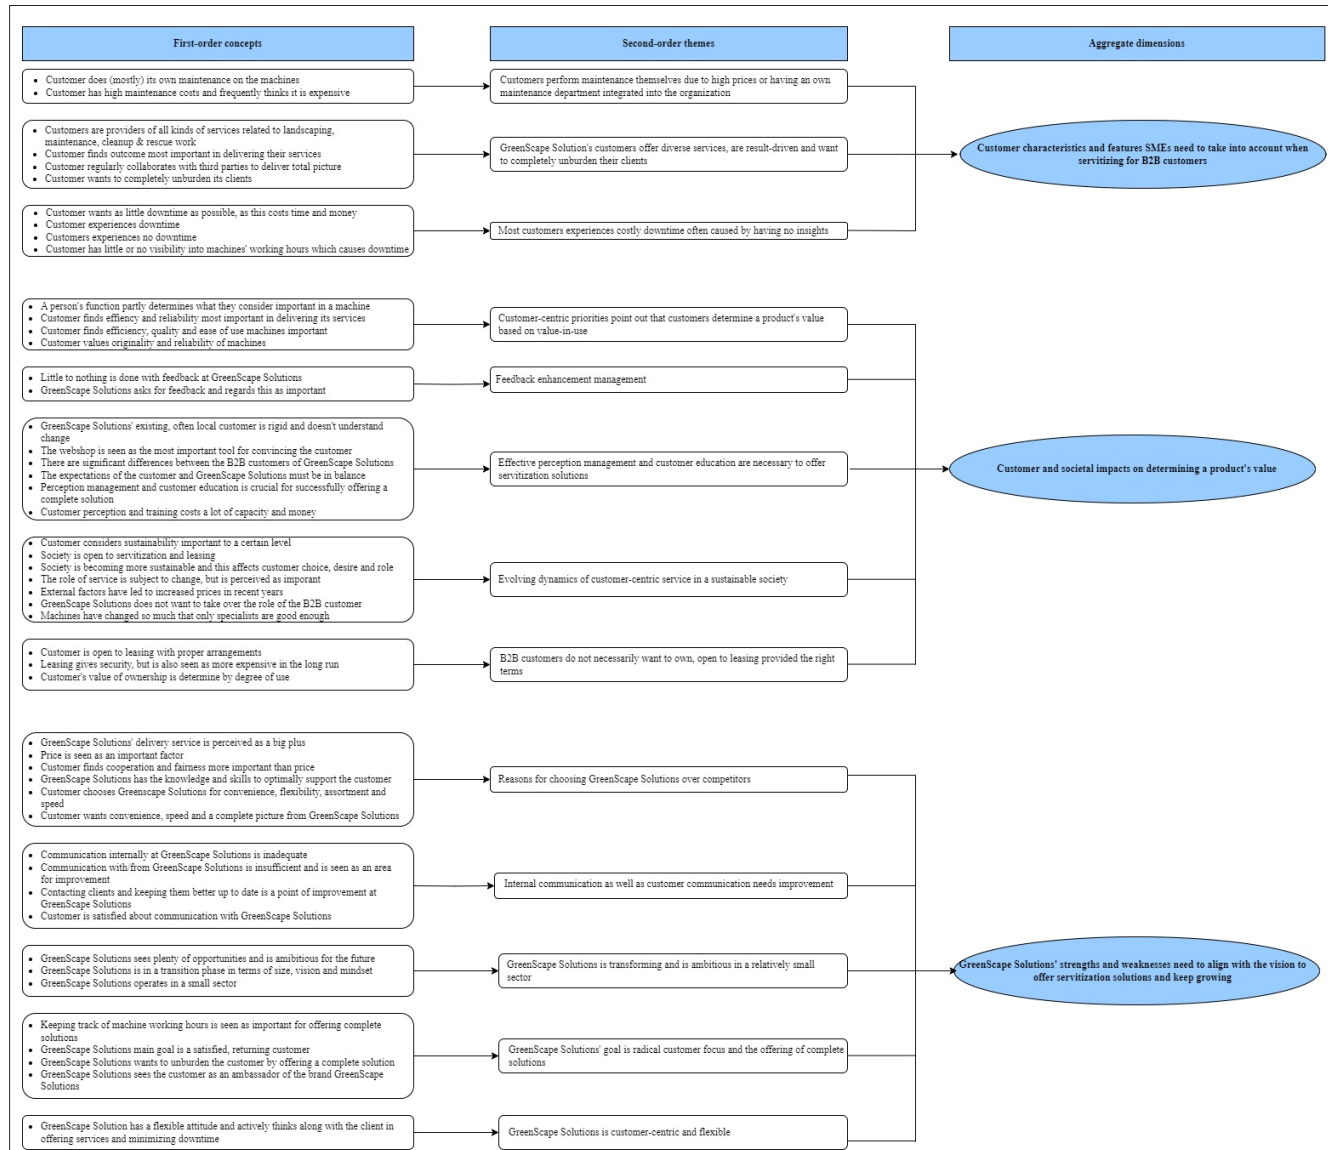 First-order concepts
Second-order themes
Aggregate dimensions
Customer does (mostly) its own maintenance on the machines
Customer has high maintenance costs and frequently thinks it is expensive
Customers perform maintenance themselves due to high prices or having an own
maintenance department integrated into the organization
Customers are providers of all kinds of services related to landscaping,
maintenance, cleanup & rescue work
Customer finds outcome most important in delivering their services
Customer regularly collaborates with third parties to deliver total picture
Customer wants to completely unburden its clients
GreenScape Solution's customers offer diverse services, are result-driven and want
to completely unburden their clients
Customer characteristics and features SMEs need to take into account when
servitizing for B2B customers
Customer wants as little downtime as possible, as this costs time and money
Customer experiences downtime
Customers experiences no downtime
Customer has little or no visibility into machines' working hours which causes downtime
Most customers experiences costly downtime often caused by having no insights
A person's function partly determines what they consider important in a machine
Customer finds effiency and reliability most important in delivering its services
Customer finds efficiency, quality and ease of use machines important
Customer values originality and reliability of machines
Customer-centric priorities point out that customers determine a product's value
based on value-in-use
Little to nothing is done with feedback at GreenScape Solutions
GreenScape Solutions asks for feedback and regards this as important
Feedback enhancement management
GreenScape Solutions' existing, often local customer is rigid and doesn't understand
change
The webshop is seen as the most important tool for convincing the customer
There are significant differences between the B2B customers of GreenScape Solutions
The expectations of the customer and GreenScape Solutions must be in balance
Perception management and customer education is crucial for successfully offering a
complete solution
Customer perception and training costs a lot of capacity and money
Effective perception management and customer education are necessary to offer
servitization solutions
Customer and societal impacts on determining a product's value
Customer considers sustainability important to a certain level
Society is open to servitization and leasing
Society is becoming more sustainable and this affects customer choice, desire and role
The role of service is subject to change, but is perceived as imporant
External factors have led to increased prices in recent years
GreenScape Solutions does not want to take over the role of the B2B customer
Machines have changed so much that only specialists are good enough
Evolving dynamics of customer-centric service in a sustainable society
Customer is open to leasing with proper arrangements
Leasing gives security, but is also seen as more expensive in the long run
Customer's value of ownership is determine by degree of use
B2B customers do not necessarily want to own, open to leasing provided the right
terms
GreenScape Solutions' delivery service is perceived as a big plus
Price is seen as an important factor
Customer finds cooperation and fairness more important than price
GreenScape Solutions has the knowledge and skills to optimally support the customer
Customer chooses Greenscape Solutions for convenience, flexibility, assortment and
speed
Customer wants convenience, speed and a complete picture from GreenScape Solutions
Reasons for choosing GreenScape Solutions over competitors
Communication internally at GreenScape Solutions is inadequate
Communication with/from GreenScape Solutions is insufficient and is seen as an area
for improvement
Contacting clients and keeping them better up to date is a point of improvement at
GreenScape Solutions
Customer is satisfied about communication with GreenScape Solutions
Internal communication as well as customer communication needs improvement
GreenScape Solutions sees plenty of opportunities and is ambitious for the future
GreenScape Solutions is in a transition phase in terms of size, vision and mindset
GreenScape Solutions operates in a small sector
GreenScape Solutions is transforming and is ambitious in a relatively small
sector
GreenScape Solutions' strengths and weaknesses need to align with the vision to
offer servitization solutions and keep growing
Keeping track of machine working hours is seen as important for offering complete
solutions
GreenScape Solutions main goal is a satisfied, returning customer
GreenScape Solutions wants to unburden the customer by offering a complete solution
GreenScape Solutions sees the customer as an ambassador of the brand GreenScape
Solutions
GreenScape Solutions' goal is radical customer focus and the offering of complete
solutions
GreenScape Solution has a flexible attitude and actively thinks along with the client in
offering services and minimizing downtime
GreenScape Solutions is customer-centric and flexible